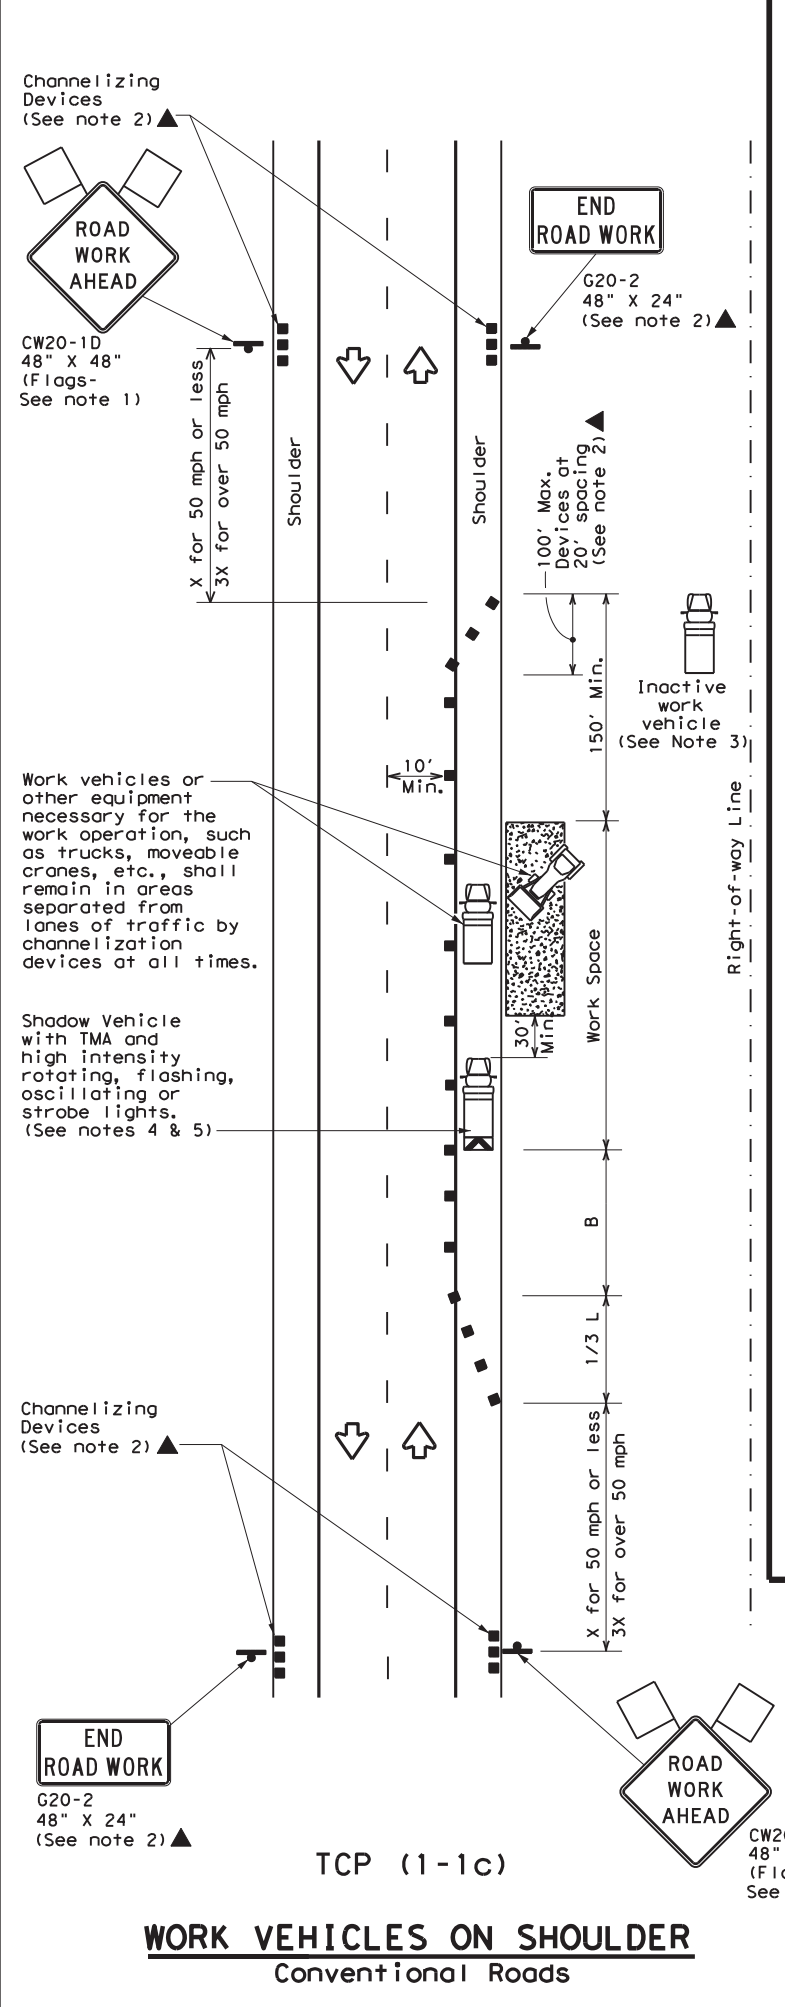 Channelizing
Devices
(See note 2) ▲
ROAD
WORK
AHEAD
CW20-1D
48" X 48"
(Flags-
See note 1)
END
ROAD WORK
G20-2
48" X 24"
(See note 2) ▲
X for 50 mph or less
3X for over 50 mph
Shoulder
Shoulder
100' Max.
Devices at
20' spacing
(See note 2) ▲
150' Min.
Inactive
work
vehicle
(See Note 3)
Right-of-way Line
10'
Min.
Work vehicles or
other equipment
necessary for the
work operation, such
as trucks, moveable
cranes, etc., shall
remain in areas
separated from
lanes of traffic by
channelization
devices at all times.
Work Space
30'
Min.
Shadow Vehicle
with TMA and
high intensity
rotating, flashing,
oscillating or
strobe lights.
(See notes 4 & 5)
B
1/3 L
Channelizing
Devices
(See note 2) ▲
X for 50 mph or less
3X for over 50 mph
END
ROAD WORK
G20-2
48" X 24"
(See note 2) ▲
ROAD
WORK
AHEAD
48"
See
TCP (1-1c)
WORK VEHICLES ON SHOULDER
Conventional Roads